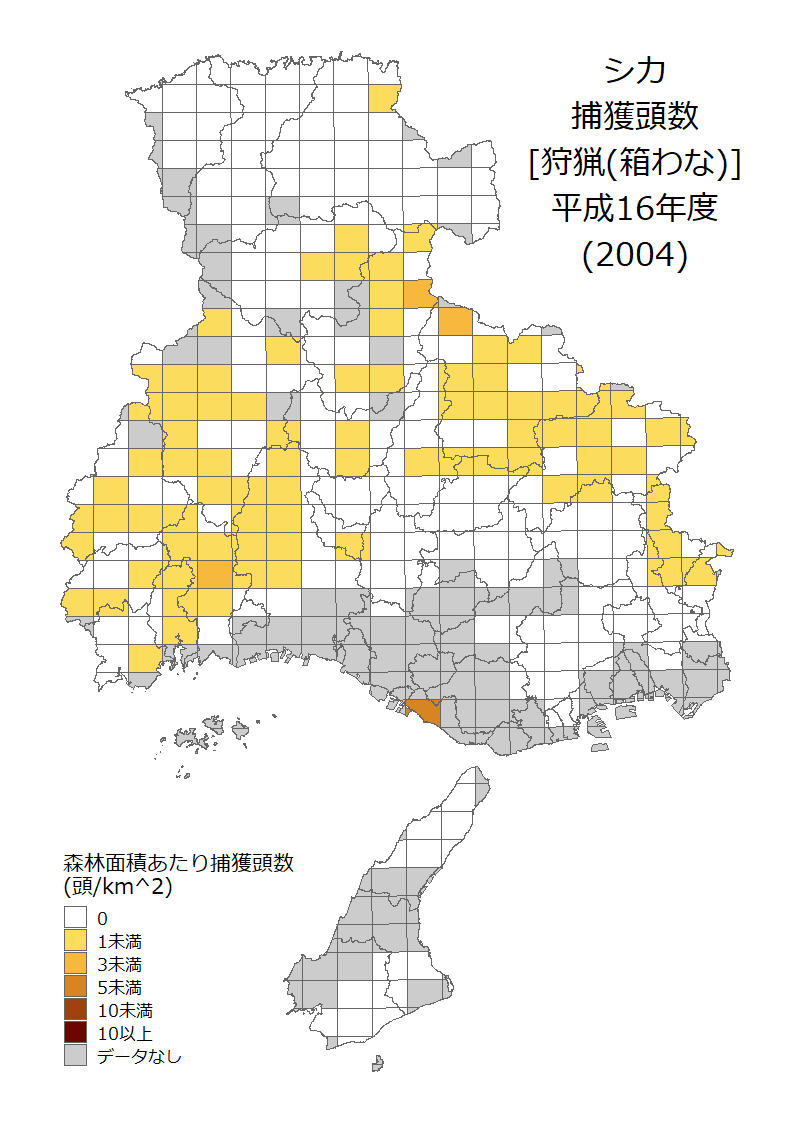 シカ
捕獲頭数
[狩猟(箱わな)]
平成16年度
(2004)
森林面積あたり捕獲頭数
(頭/km^2)
0
1未満
3未満
5未満
10未満
10以上
データなし